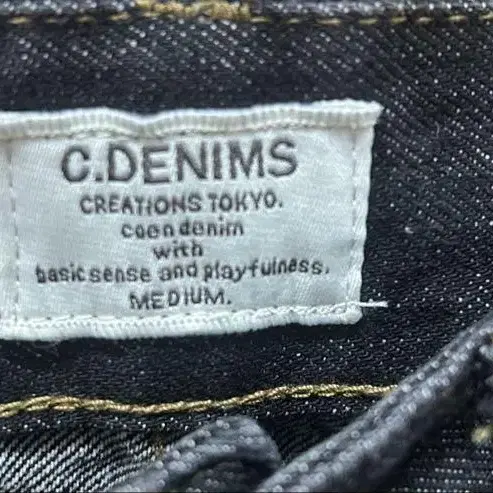 C.DENIMS
CREATIONS TOKYO.
coen denim
with
basic sense and playfulness.
MEDIUM.